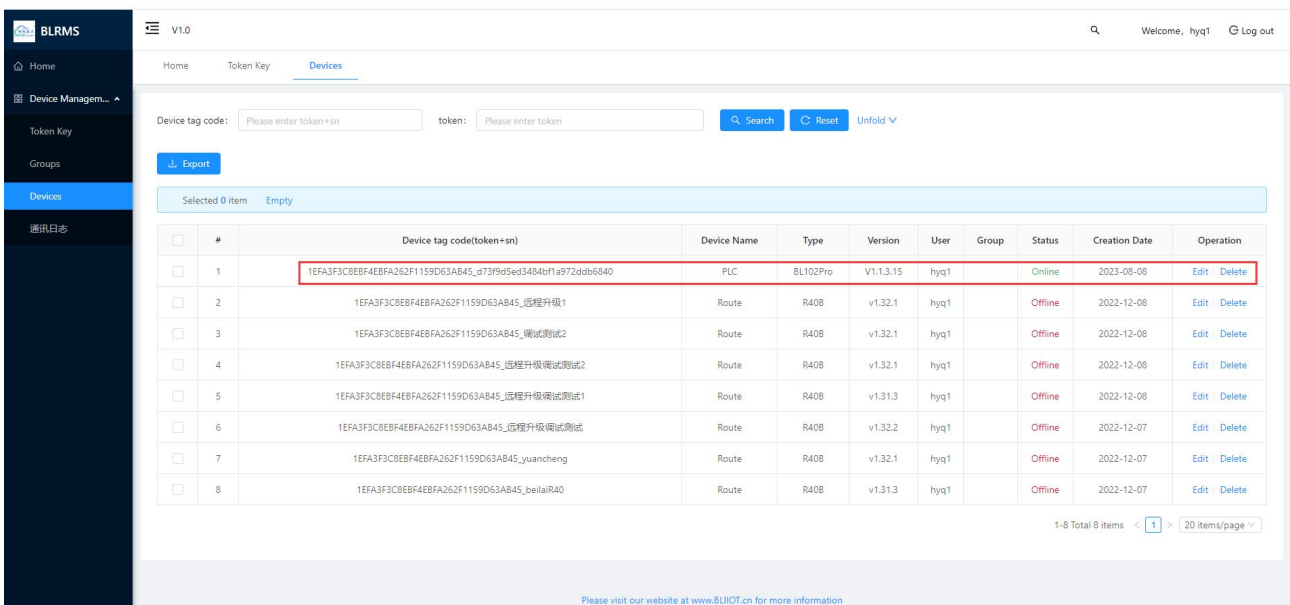 BLRMS V1.0 Welcome, hyq1 Log out
Home
Device Managem...
Token Key
Groups
Devices
通讯日志
Home Token Key Devices
Device tag code: Please enter token+sn token: Please enter token Search Reset Unfold
Export
Selected 0 item Empty
# Device tag code(token+sn) Device Name Type Version User Group Status Creation Date Operation
1 1EFA3F3C8EBF4EBFA262F1159D63AB45_d73f9d5ed3484bf1a972ddb6840 PLC BL102Pro V1.1.3.15 hyq1 Online 2023-08-08 Edit Delete
2 1EFA3F3C8EBF4EBFA262F1159D63AB45_远程升级1 Route R40B v1.32.1 hyq1 Offline 2022-12-08 Edit Delete
3 1EFA3F3C8EBF4EBFA262F1159D63AB45_调试测试2 Route R40B v1.32.1 hyq1 Offline 2022-12-08 Edit Delete
4 1EFA3F3C8EBF4EBFA262F1159D63AB45_远程升级调试测试2 Route R40B v1.32.1 hyq1 Offline 2022-12-08 Edit Delete
5 1EFA3F3C8EBF4EBFA262F1159D63AB45_远程升级调试测试1 Route R40B v1.31.3 hyq1 Offline 2022-12-08 Edit Delete
6 1EFA3F3C8EBF4EBFA262F1159D63AB45_远程升级调试测试 Route R40B v1.32.2 hyq1 Offline 2022-12-07 Edit Delete
7 1EFA3F3C8EBF4EBFA262F1159D63AB45_yuancheng Route R40B v1.32.1 hyq1 Offline 2022-12-07 Edit Delete
8 1EFA3F3C8EBF4EBFA262F1159D63AB45_beilaiR40 Route R40B v1.31.3 hyq1 Offline 2022-12-07 Edit Delete
1-8 Total 8 items < 1 > 20 items/page
Please visit our website at www.BLIIOT.cn for more information